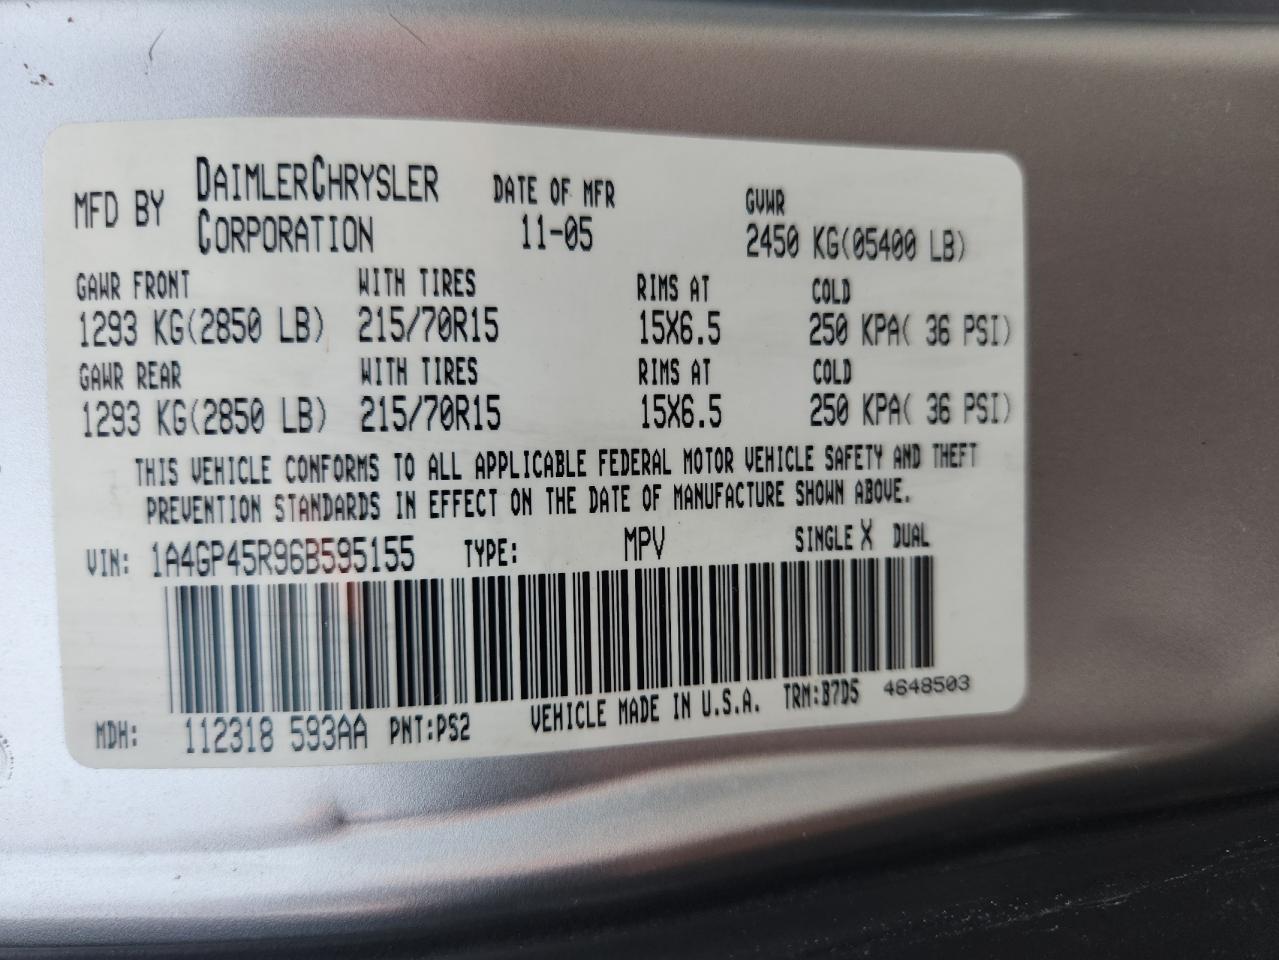 MFD BY DAIMLERCHRYSLER CORPORATION DATE OF MFR 11-05 GVWR 2450 KG(05400 LB)
GAWR FRONT WITH TIRES RIMS AT COLD
1293 KG(2850 LB) 215/70R15 15X6.5 250 KPA( 36 PSI)
GAWR REAR WITH TIRES RIMS AT COLD
1293 KG(2850 LB) 215/70R15 15X6.5 250 KPA( 36 PSI)
THIS VEHICLE CONFORMS TO ALL APPLICABLE FEDERAL MOTOR VEHICLE SAFETY AND THEFT
PREVENTION STANDARDS IN EFFECT ON THE DATE OF MANUFACTURE SHOWN ABOVE.
VIN: 1A4GP45R96B595155 TYPE: MPV SINGLE X DUAL
MDH: 112318 593AA PNT:PS2 VEHICLE MADE IN U.S.A. TRM:B7D5 4648503